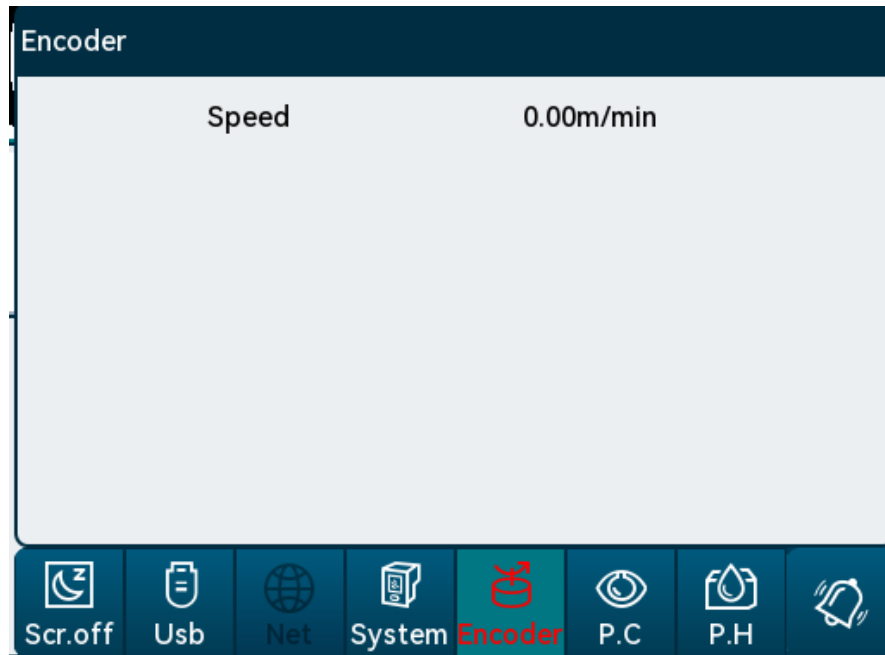 Encoder
Speed 0.00m/min
Scr.off Usb Net System Encoder P.C P.H